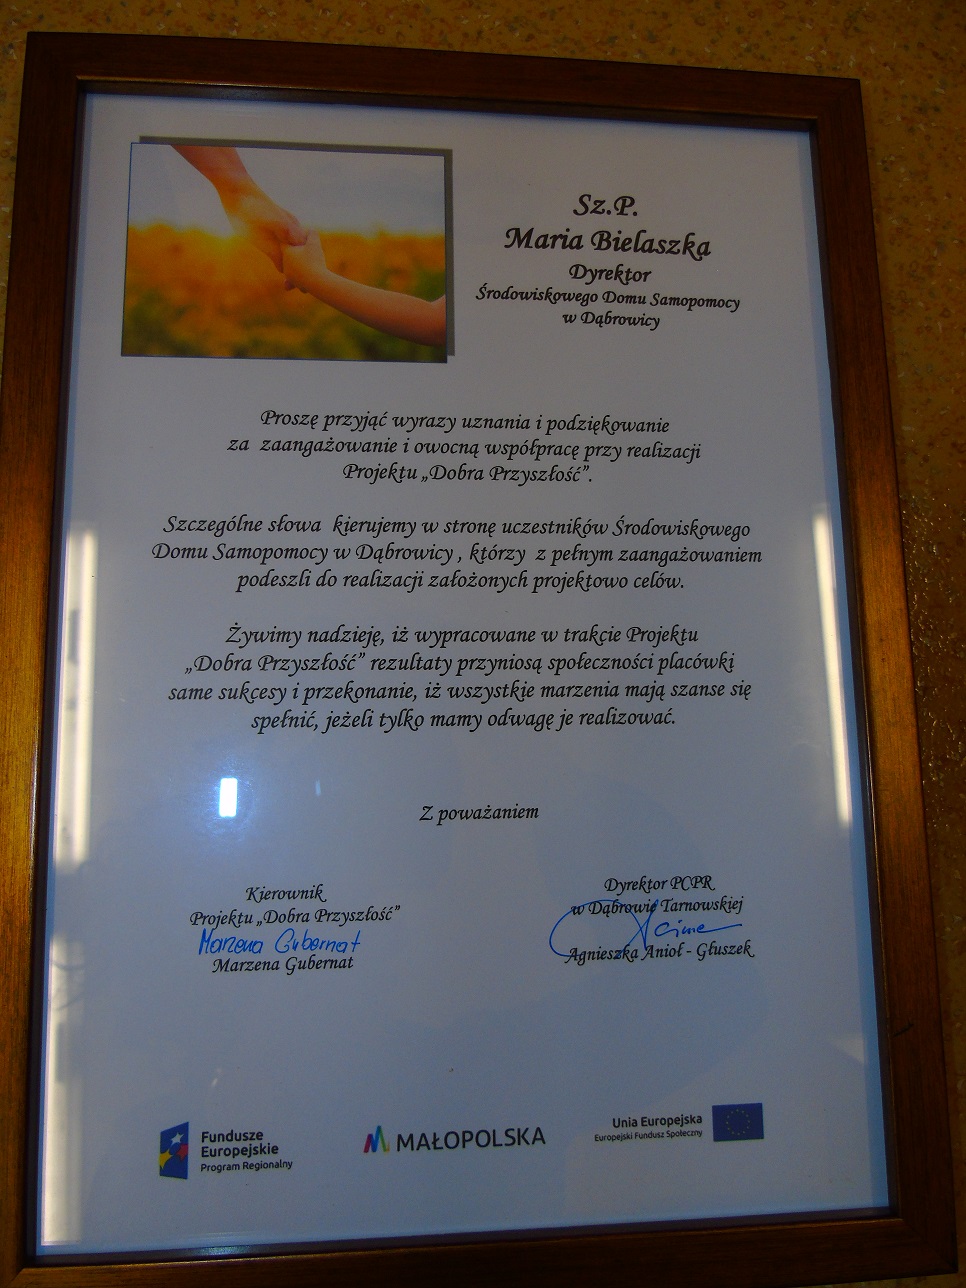 Sz.P.
Maria Bielaszka
Dyrektor
Środowiskowego Domu Samopomocy
w Dąbrowicy
Proszę przyjąć wyrazy uznania i podziękowanie
za zaangażowanie i owocną współpracę przy realizacji
Projektu „Dobra Przyszłość”.
Szczególne słowa kierujemy w stronę uczestników Środowiskowego
Domu Samopomocy w Dąbrowicy , którzy z pełnym zaangażowaniem
podeszli do realizacji założonych projektowo celów.
Żywimy nadzieję, iż wypracowane w trakcie Projektu
„Dobra Przyszłość” rezultaty przyniosą społeczności placówki
same sukcesy i przekonanie, iż wszystkie marzenia mają szanse się
spełnić, jeżeli tylko mamy odwagę je realizować.
Z poważaniem
Kierownik
Projektu „Dobra Przyszłość”
Marzena Gubernat
Marzena Gubernat
Dyrektor PCPR
w Dąbrowie Tarnowskiej
Agnieszka Anioł - Głuszek
Fundusze
Europejskie
Program Regionalny
MAŁOPOLSKA
Unia Europejska
Europejski Fundusz Społeczny